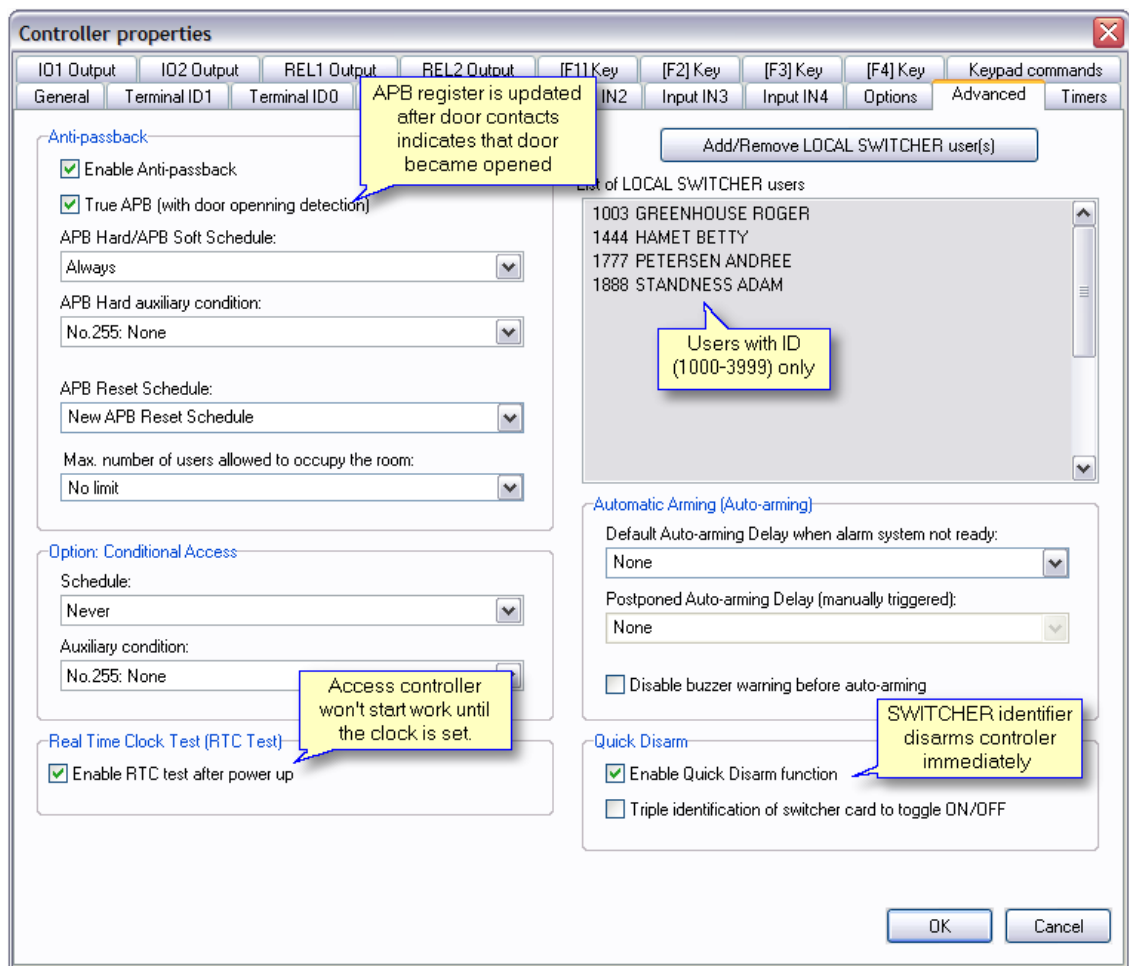 Controller properties
IO1 Output
IO2 Output
REL1 Output
REL2 Output
[F1] Key
[F2] Key
[F3] Key
[F4] Key
Keypad commands
General
Terminal ID1
Terminal ID0
IN2
Input IN3
Input IN4
Options
Advanced
Timers
APB register is updated
after door contacts
indicates that door
became opened
Anti-passback
Enable Anti-passback
True APB (with door openning detection)
APB Hard/APB Soft Schedule:
Always
APB Hard auxiliary condition:
No.255: None
APB Reset Schedule:
New APB Reset Schedule
Max. number of users allowed to occupy the room:
No limit
Option: Conditional Access
Schedule:
Never
Auxiliary condition:
No.255: None
Access controller
won't start work until
the clock is set.
Real Time Clock Test (RTC Test)
Enable RTC test after power up
Add/Remove LOCAL SWITCHER user(s)
List of LOCAL SWITCHER users
1003 GREENHOUSE ROGER
1444 HAMET BETTY
1777 PETERSEN ANDREE
1888 STANDNESS ADAM
Users with ID
(1000-3999) only
Automatic Arming (Auto-arming)
Default Auto-arming Delay when alarm system not ready:
None
Postponed Auto-arming Delay (manually triggered):
None
Disable buzzer warning before auto-arming
SWITCHER identifier
disarms controler
immediately
Quick Disarm
Enable Quick Disarm function
Triple identification of switcher card to toggle ON/OFF
OK
Cancel